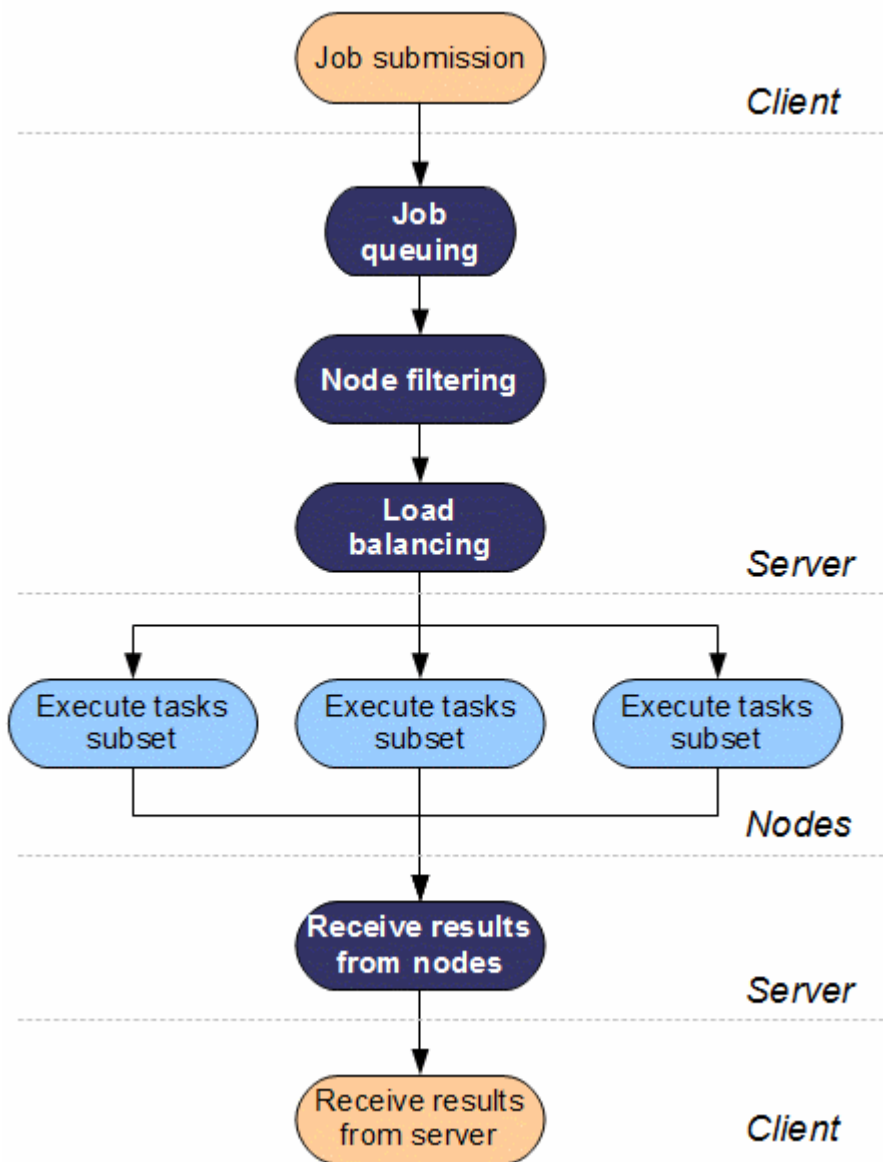 Job submission
Client
Job
queuing
Node filtering
Load
balancing
Server
Execute tasks
subset
Execute tasks
subset
Execute tasks
subset
Nodes
Receive results
from nodes
Server
Receive results
from server
Client